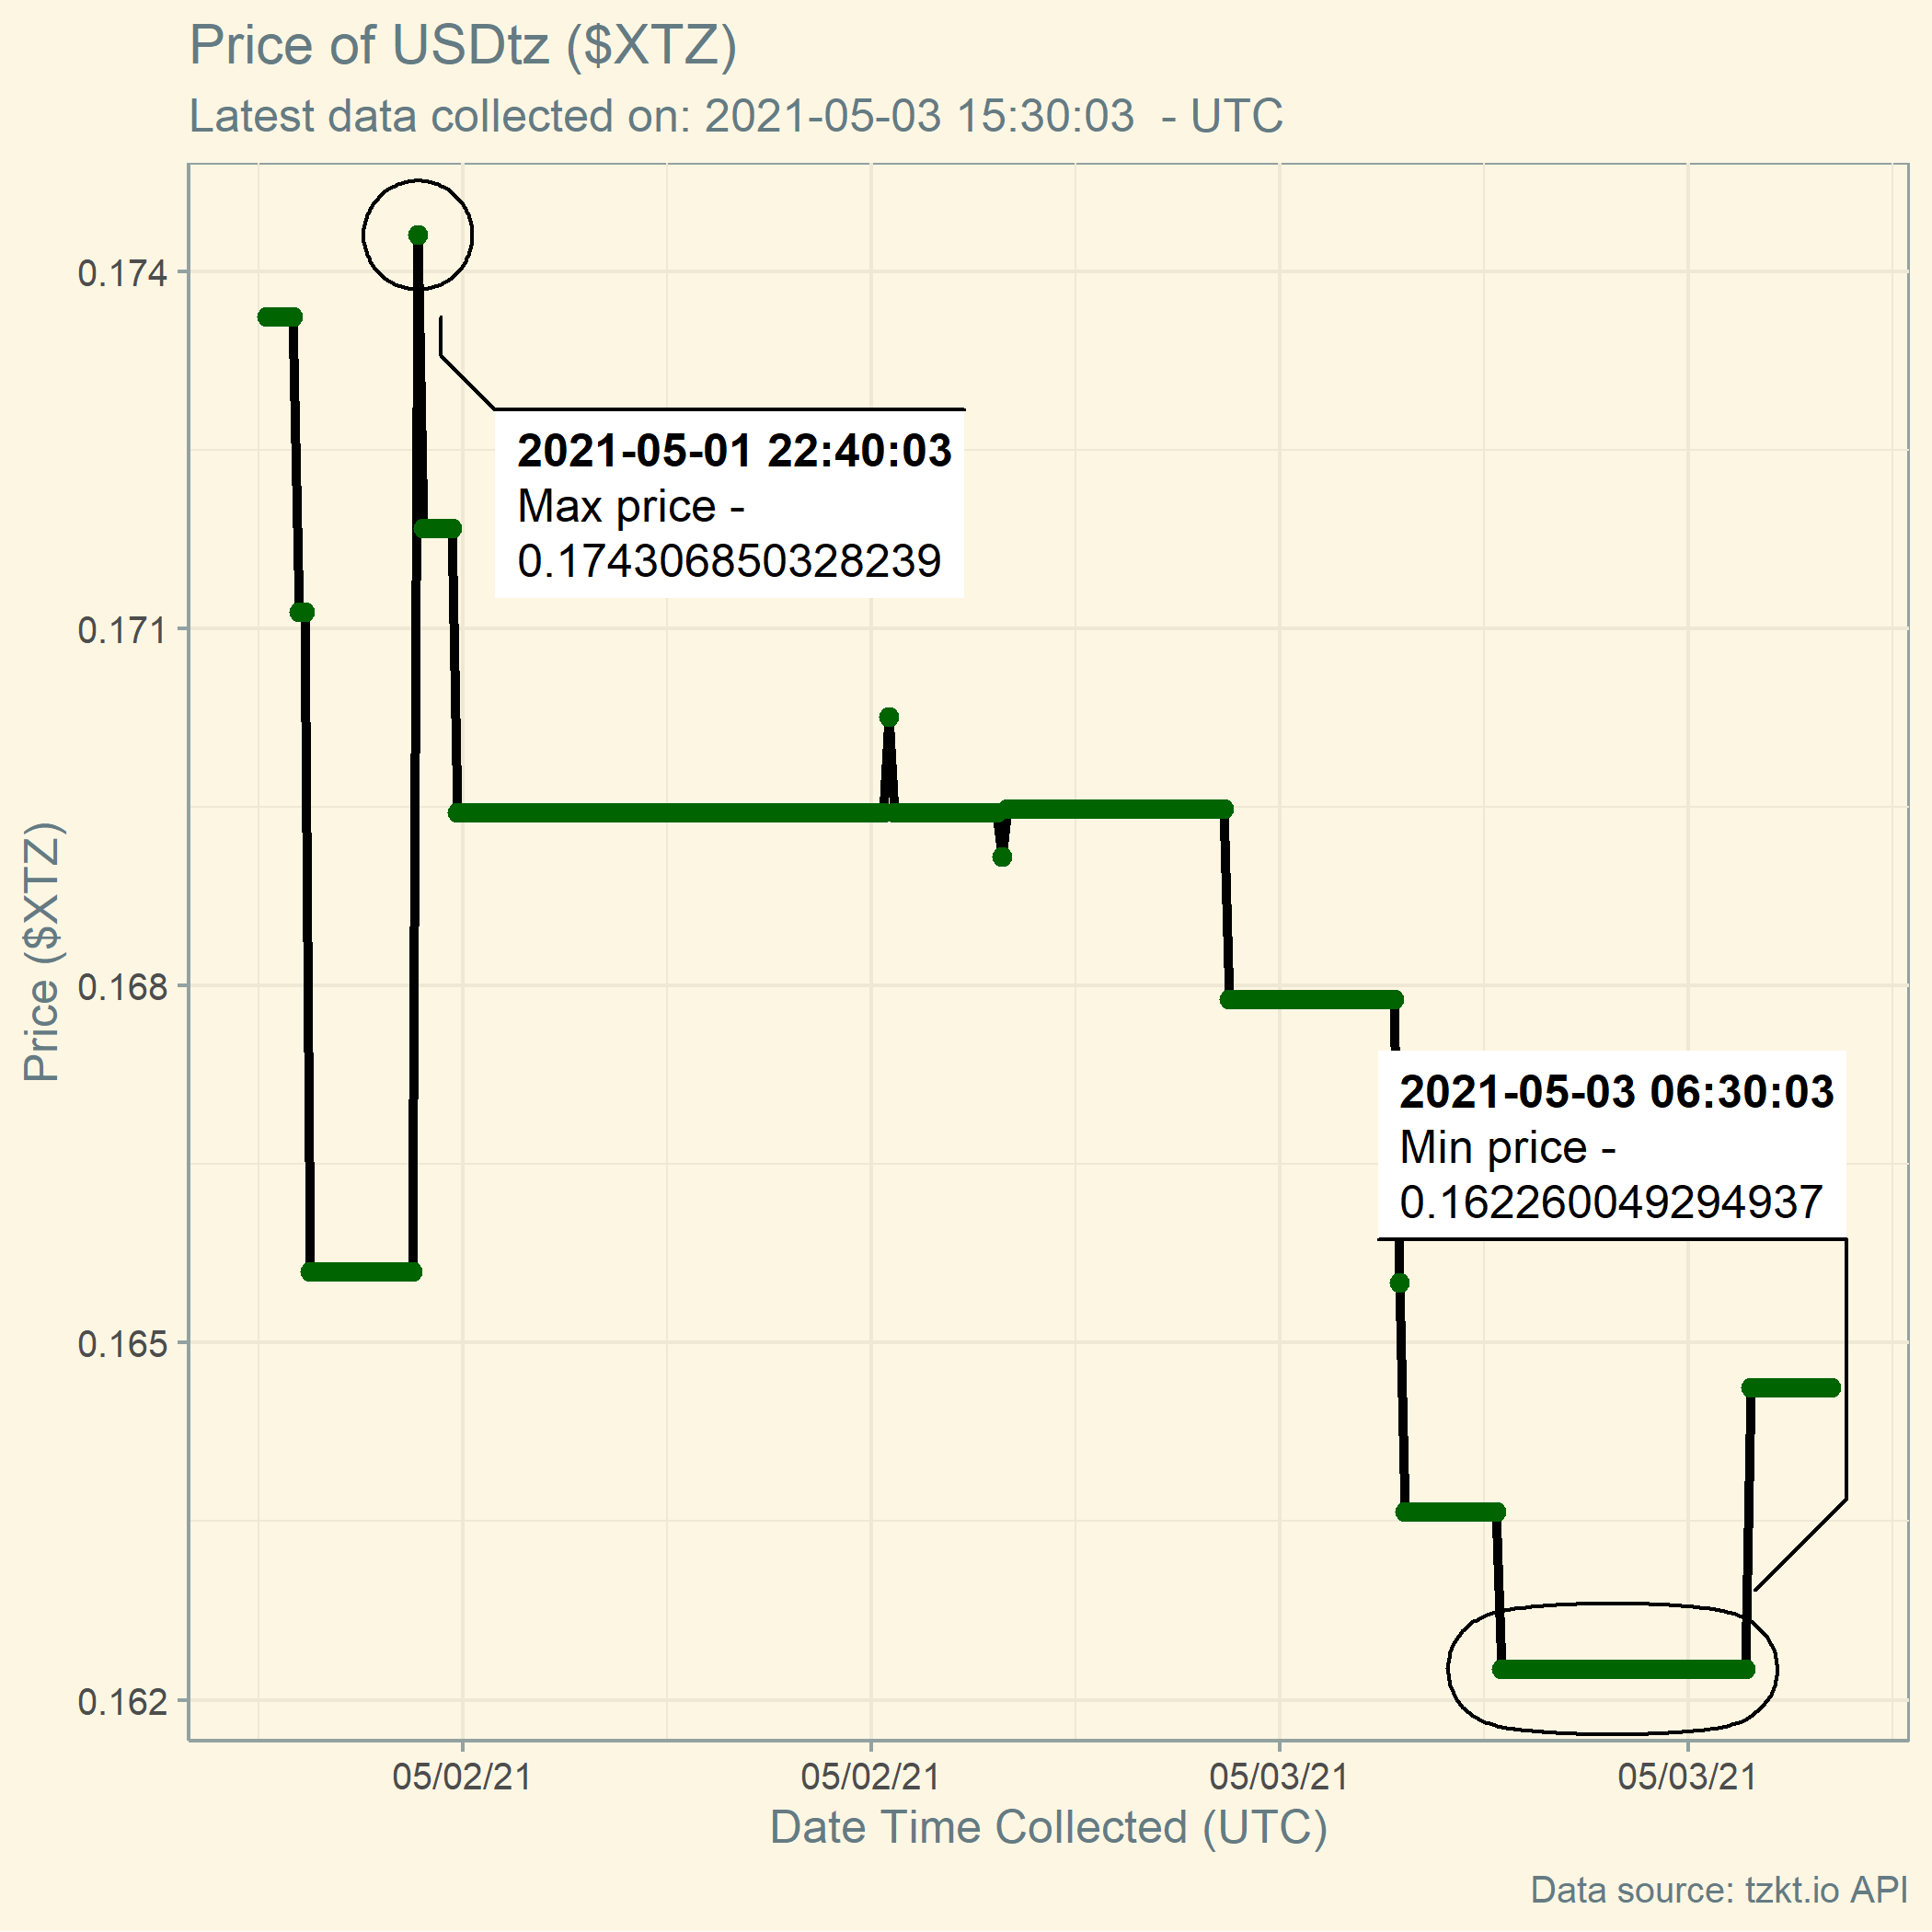 Price of USDtz ($XTZ)
Latest data collected on: 2021-05-03 15:30:03  - UTC
0.174
0.171
0.168
0.165
0.162
Price ($XTZ)
2021-05-01 22:40:03
Max price -
0.174306850328239
2021-05-03 06:30:03
Min price -
0.162260049294937
05/02/21
05/02/21
05/03/21
05/03/21
Date Time Collected (UTC)
Data source: tzkt.io API